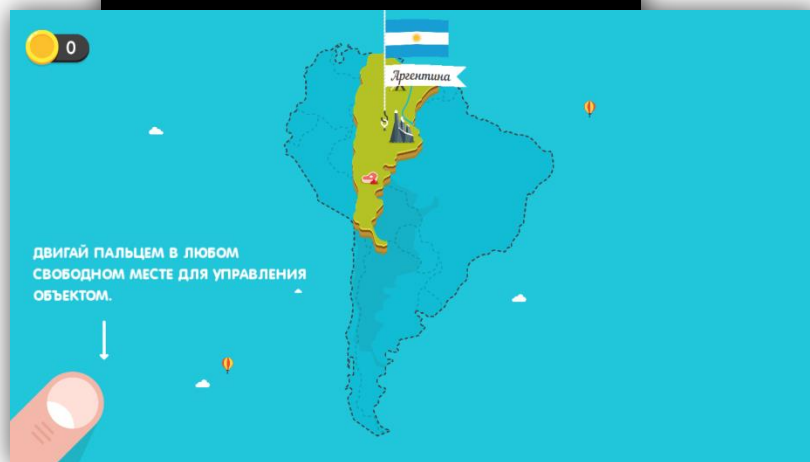 0
Аргентина
ДВИГАЙ ПАЛЬЦЕМ В ЛЮБОМ
СВОБОДНОМ МЕСТЕ ДЛЯ УПРАВЛЕНИЯ
ОБЪЕКТОМ.